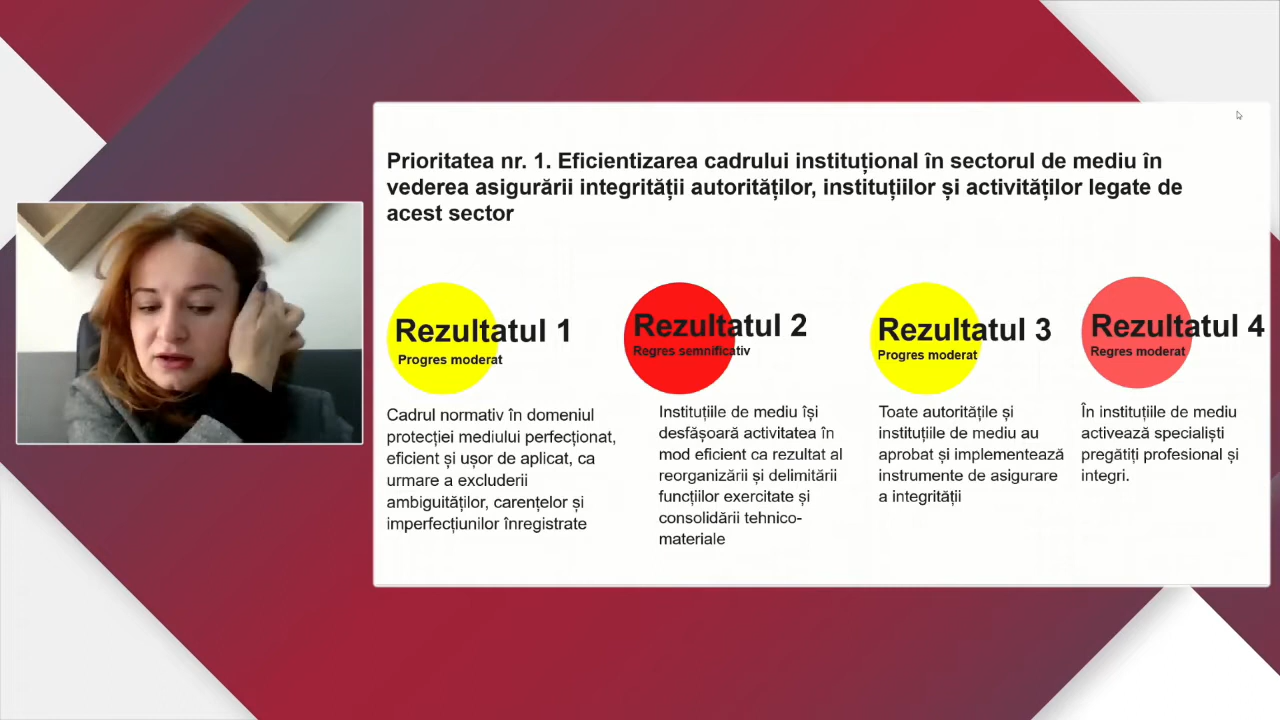 Prioritatea nr. 1. Eficientizarea cadrului instituțional în sectorul de mediu în
vederea asigurării integrității autorităților, instituțiilor și activităților legate de
acest sector
Rezultatul 1
Progres moderat
Cadrul normativ în domeniul
protecției mediului perfecționat,
eficient și ușor de aplicat, ca
urmare a excluderii
ambiguităților, carențelor și
imperfecțiunilor înregistrate
Rezultatul 2
Regres semnificativ
Instituțiile de mediu își
desfășoară activitatea în
mod eficient ca rezultat al
reorganizării și delimitării
funcțiilor exercitate și
consolidării tehnico-
materiale
Rezultatul 3
Progres moderat
Toate autoritățile și
instituțiile de mediu au
aprobat și implementează
instrumente de asigurare
a integrității
Rezultatul 4
Regres moderat
În instituțiile de mediu
activează specialiști
pregătiți profesional și
integri.